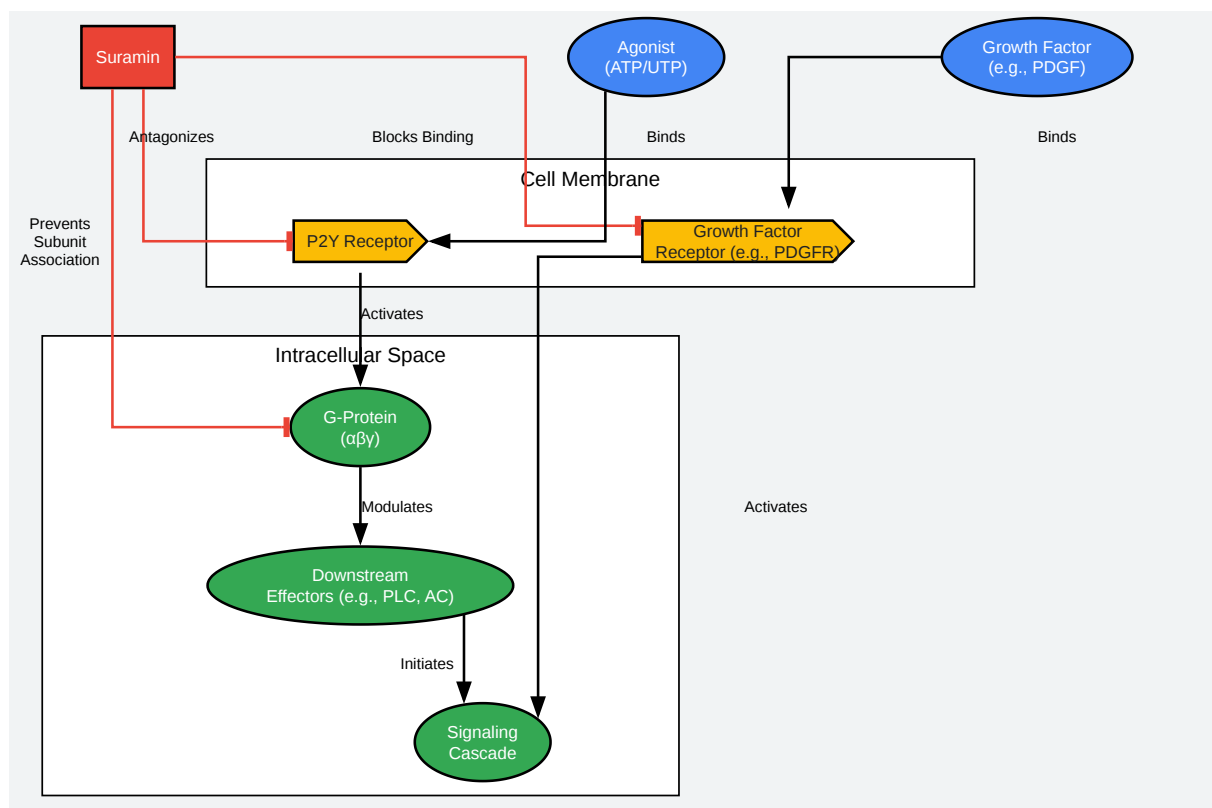 Suramin
Agonist
(ATP/UTP)
Growth Factor
(e.g., PDGF)
Antagonizes
Blocks Binding
Binds
Binds
Cell Membrane
Prevents
Subunit
Association
P2Y Receptor
Growth Factor
Receptor (e.g., PDGFR)
Activates
Intracellular Space
G-Protein
(αβγ)
Modulates
Activates
Downstream
Effectors (e.g., PLC, AC)
Initiates
Signaling
Cascade